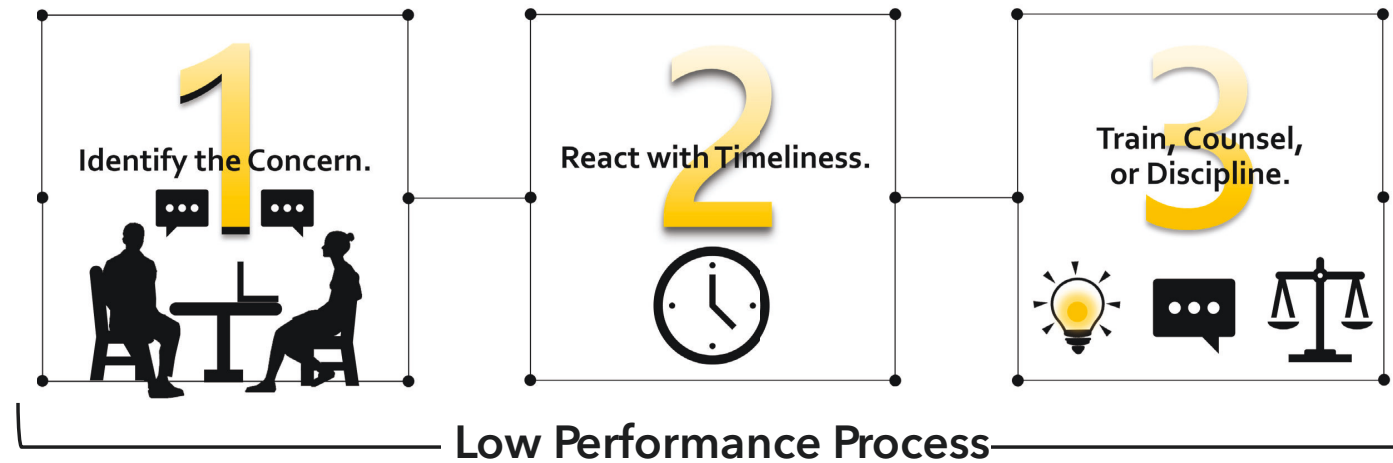 1
Identify the Concern.
2
React with Timeliness.
3
Train, Counsel,
or Discipline.
Low Performance Process